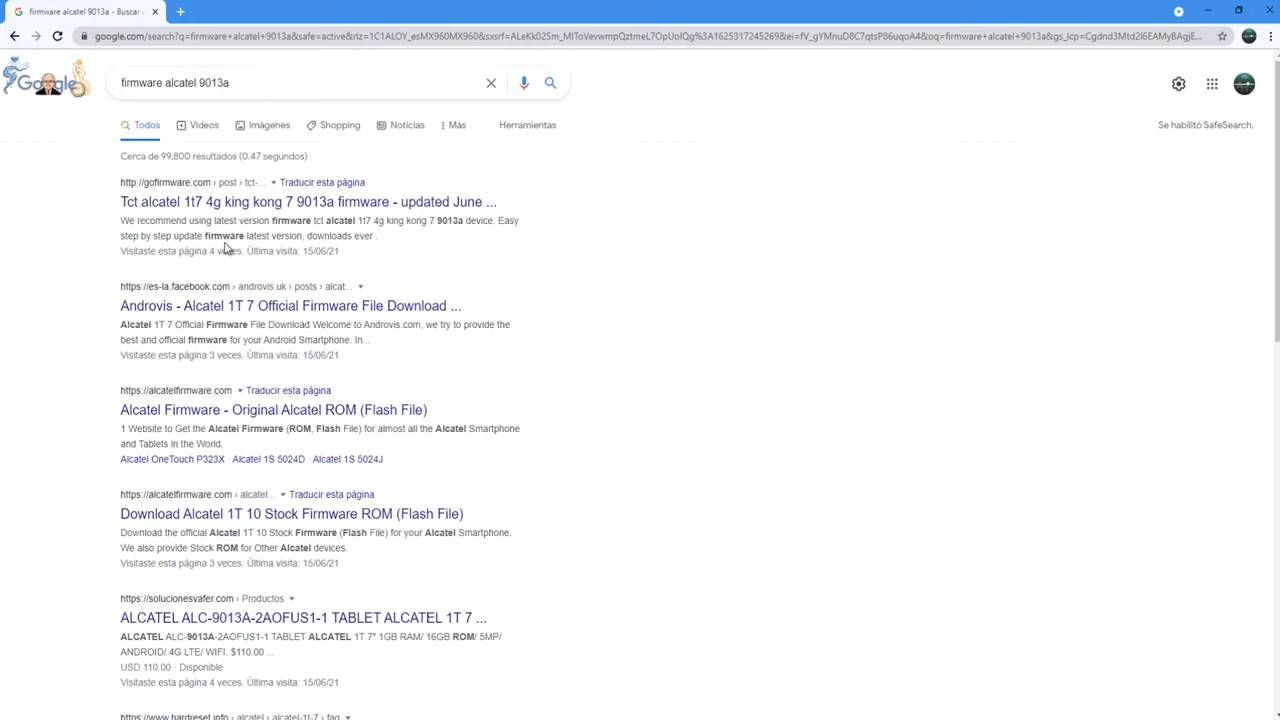 firmware alcatel 9013a - Buscar
google.com/search?q=firmware+alcatel+9013a&safe=active&rlz=1C1ALOY_esMX960MX960&sxsrf=
Google
firmware alcatel 9013a
Todos
Videos
Imágenes
Shopping
Noticias
Más
Herramientas
Se habilitó SafeSearch.
Cerca de 99,800 resultados (0.47 segundos)
http://gofirmware.com › post › tct-... Traducir esta página
Tct alcatel 1t7 4g king kong 7 9013a firmware - updated June ...
We recommend using latest version firmware tct alcatel 1t7 4g king kong 7 9013a device. Easy
step by step update firmware latest version, downloads ever .
Visitaste esta página 4 veces. Última visita: 15/06/21
https://es-la.facebook.com › androvis.uk › posts › alcat...
Androvis - Alcatel 1T 7 Official Firmware File Download ...
Alcatel 1T 7 Official Firmware File Download Welcome to Androvis.com, we try to provide the
best and official firmware for your Android Smartphone. In...
Visitaste esta página 3 veces. Última visita: 15/06/21
https://alcatelfirmware.com Traducir esta página
Alcatel Firmware - Original Alcatel ROM (Flash File)
1 Website to Get the Alcatel Firmware (ROM, Flash File) for almost all the Alcatel Smartphone
and Tablets in the World.
Alcatel OneTouch P323X · Alcatel 1S 5024D · Alcatel 1S 5024J
https://alcatelfirmware.com › alcatel... Traducir esta página
Download Alcatel 1T 10 Stock Firmware ROM (Flash File)
Download the official Alcatel 1T 10 Stock Firmware (Flash File) for your Alcatel Smartphone.
We also provide Stock ROM for Other Alcatel devices.
Visitaste esta página 3 veces. Última visita: 15/06/21
https://solucionesvafer.com › Productos
ALCATEL ALC-9013A-2AOFUS1-1 TABLET ALCATEL 1T 7 ...
ALCATEL ALC-9013A-2AOFUS1-1 TABLET ALCATEL 1T 7" 1GB RAM/ 16GB ROM/ 5MP/
ANDROID/ 4G LTE/ WIFI. $110.00 ...
USD 110.00 · Disponible
Visitaste esta página 4 veces. Última visita: 15/06/21
https://www.hardreset.info › alcatel › alcatel-1t-7 › faq